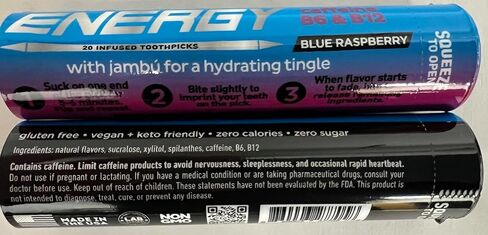 ENERGY
caffeine
B6 & B12
20 INFUSED TOOTHPICKS
BLUE RASPBERRY
SQUEEZE
TO OPEN
with jambú for a hydrating tingle
1 Suck on one end
2 Bite slightly to
imprint your teeth
on the pick.
3 When flavor starts
to fade,
release
ingredients.
gluten free • vegan + keto friendly • zero calories • zero sugar
Ingredients: natural flavors, sucralose, xylitol, spilanthes, caffeine, B6, B12
Contains caffeine. Limit caffeine products to avoid nervousness, sleeplessness, and occasional rapid heartbeat.
Do not use if pregnant or lactating. If you have a medical condition or are taking pharmaceutical drugs, consult your
doctor before use. Keep out of reach of children. These statements have not been evaluated by the FDA. This product is
not intended to diagnose, treat, cure, or prevent any disease.
MADE IN
THE USA
LAB
NON
GMO